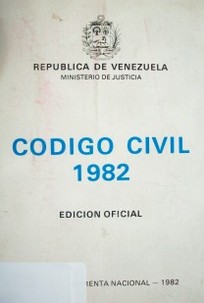 REPUBLICA DE VENEZUELA
MINISTERIO DE JUSTICIA
CODIGO CIVIL
1982
EDICION OFICIAL
NACIONAL — 1982